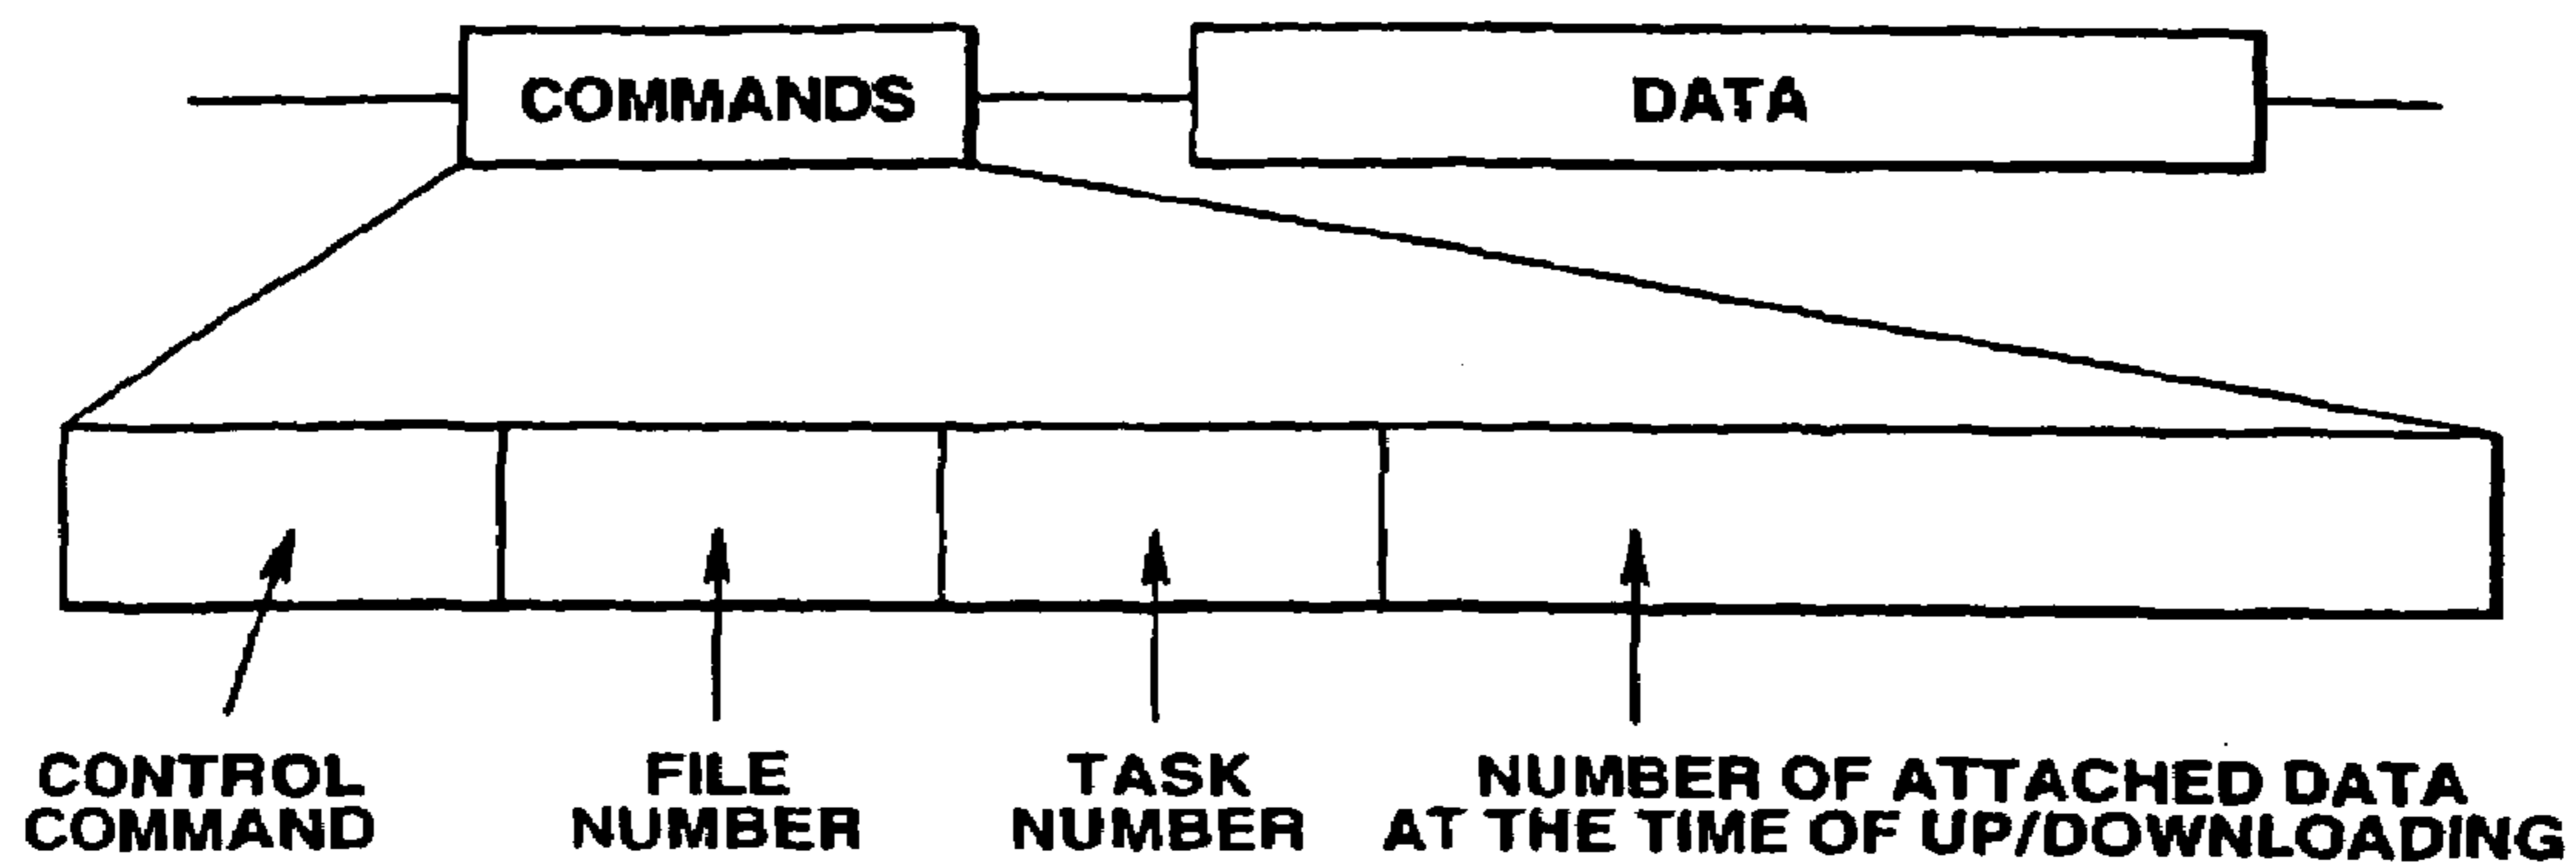 COMMANDS
DATA
CONTROL
COMMAND
FILE
NUMBER
TASK
NUMBER
NUMBER OF ATTACHED DATA
AT THE TIME OF UP/DOWNLOADING